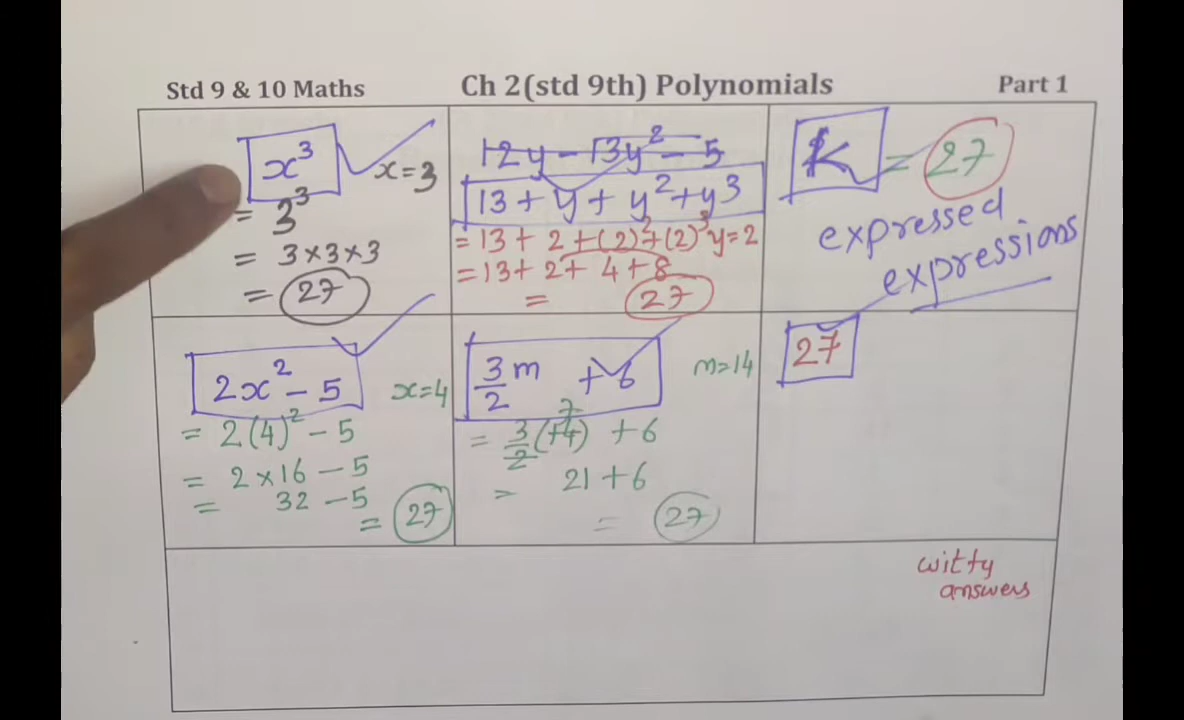 Std 9 & 10 Maths
Ch 2(std 9th) Polynomials
Part 1
x³
x=3
= 3³
= 3×3×3
= 27
12y – 13y² – 5
13 + y + y² + y³
= 13 + 2 + (2)² + (2)³ y=2
= 13 + 2 + 4 + 8
= 27
K = 27
expressed
expressions
2x² – 5
x=4
= 2(4)² – 5
= 2×16 – 5
= 32 – 5
= 27
3/2 m + 6
m=14
7
= 3/2 (14) + 6
= 21 + 6
= 27
27
witty
answers